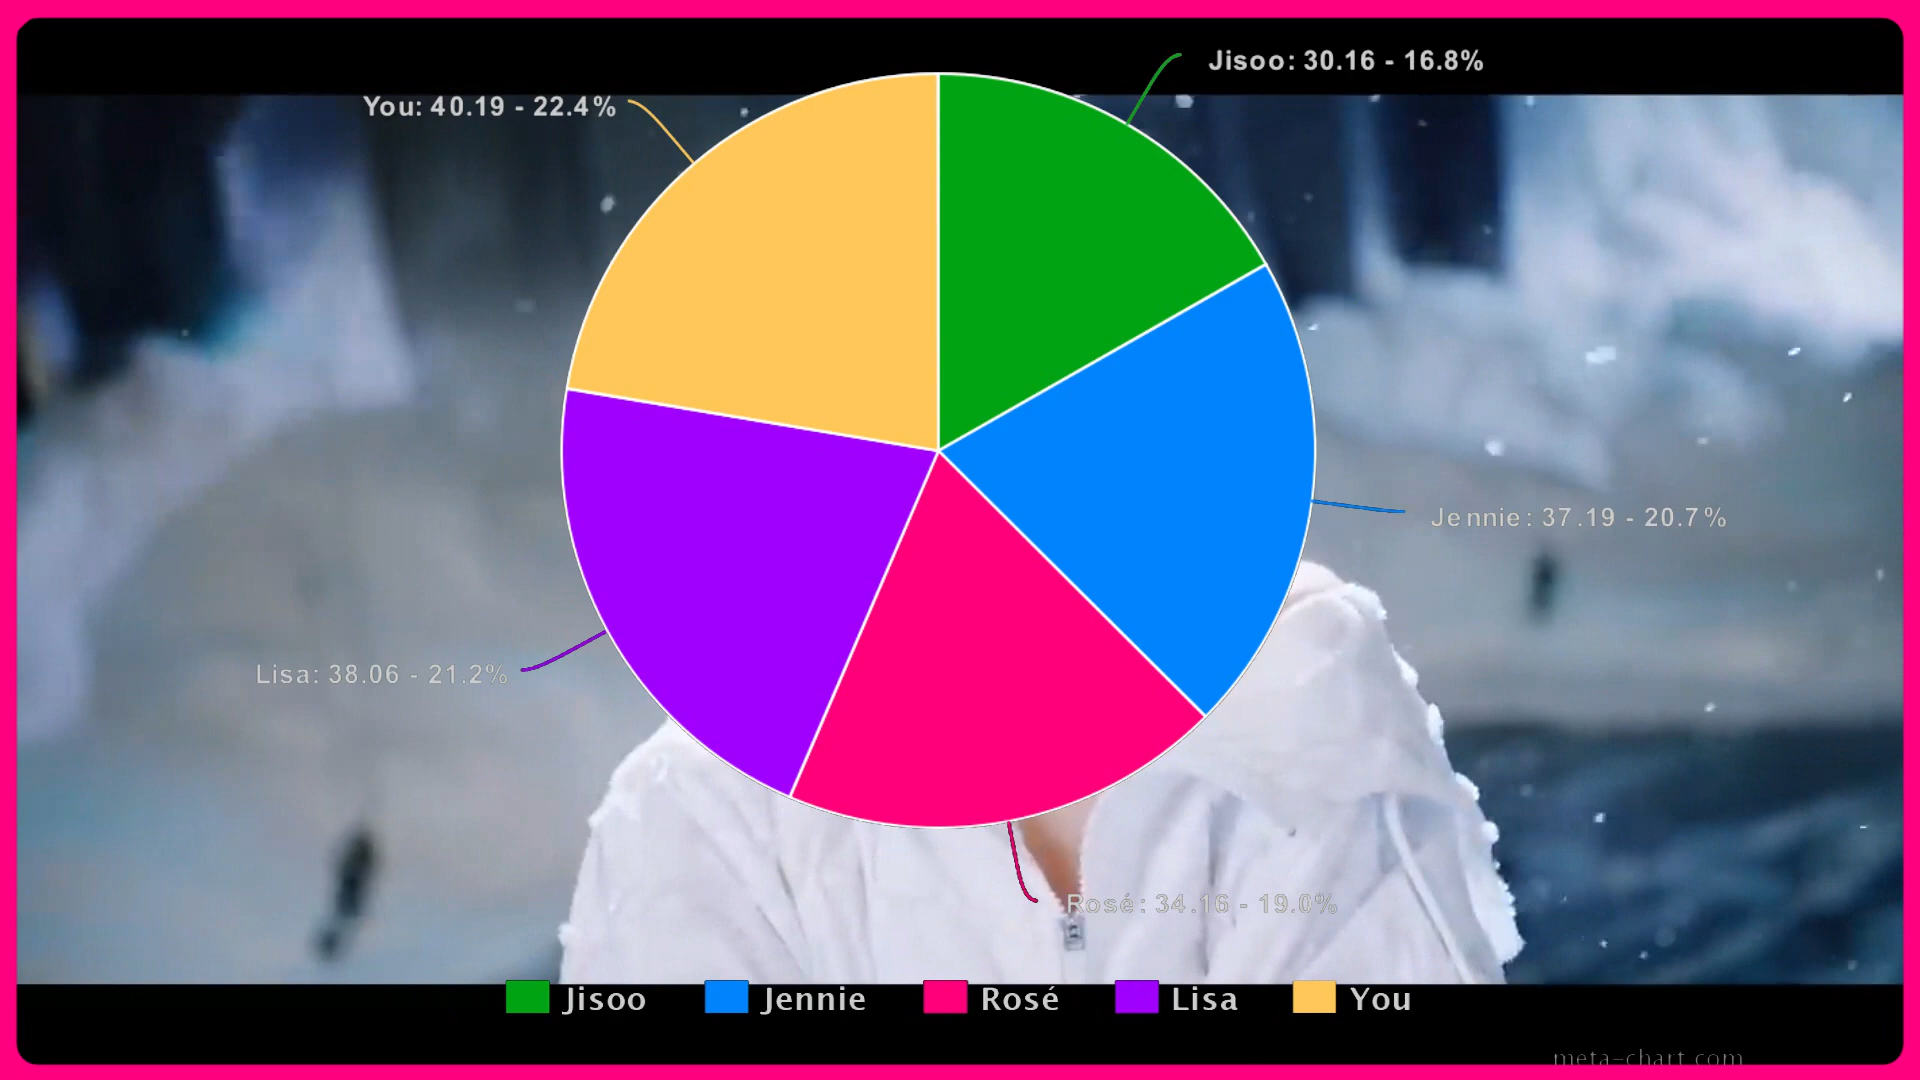 Jisoo: 30.16 - 16.8%
You: 40.19 - 22.4%
Jennie: 37.19 - 20.7%
Lisa: 38.06 - 21.2%
Rosé: 34.16 - 19.0%
Jisoo Jennie Rosé Lisa You
meta-chart.com